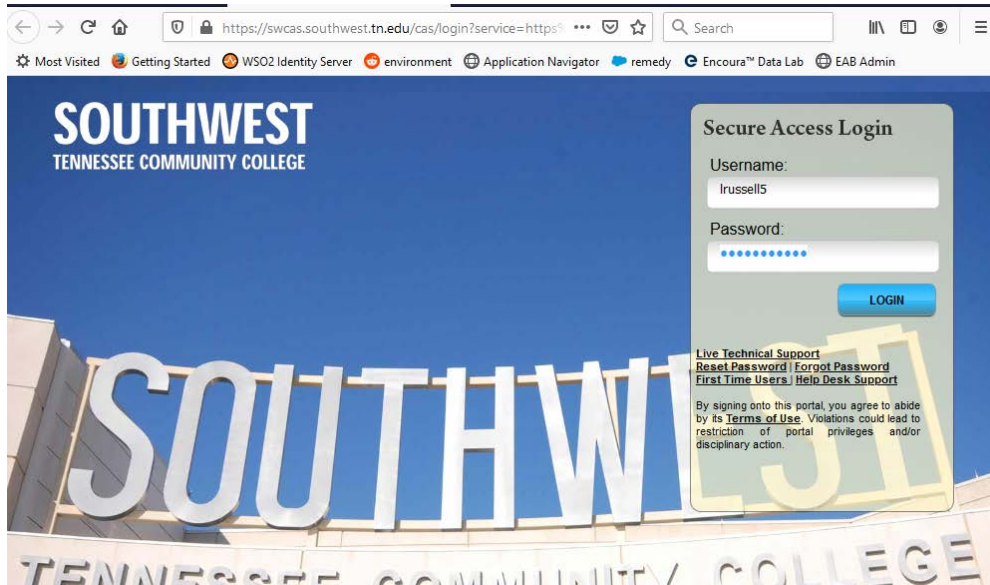 https://swcas.southwest.tn.edu/cas/login?service=https
Search
Most Visited Getting Started WSO2 Identity Server environment Application Navigator remedy Encoura™ Data Lab EAB Admin
SOUTHWEST
TENNESSEE COMMUNITY COLLEGE
Secure Access Login
Username:
lrussell5
Password:
LOGIN
Live Technical Support
Reset Password | Forgot Password
First Time Users | Help Desk Support
By signing onto this portal, you agree to abide
by its Terms of Use. Violations could lead to
restriction of portal privileges and/or
disciplinary action.
SOUTHWEST
TENNESSEE COMMUNITY COLLEGE